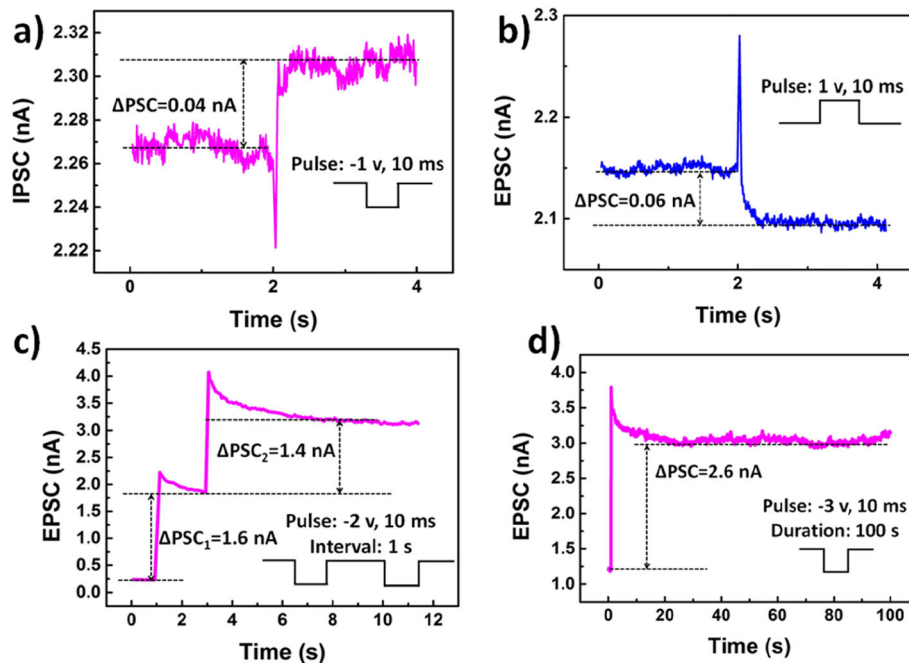 a)
2.32
2.30
2.28
2.26
2.24
2.22
IPSC (nA)
ΔPSC=0.04 nA
Pulse: -1 v, 10 ms
0
2
4
Time (s)
b)
2.3
2.2
2.1
EPSC (nA)
Pulse: 1 v, 10 ms
ΔPSC=0.06 nA
0
2
4
Time (s)
c)
4.5
4.0
3.5
3.0
2.5
2.0
1.5
1.0
0.5
0.0
EPSC (nA)
ΔPSC₂=1.4 nA
ΔPSC₁=1.6 nA
Pulse: -2 v, 10 ms
Interval: 1 s
0
2
4
6
8
10
12
Time (s)
d)
4.0
3.5
3.0
2.5
2.0
1.5
1.0
EPSC (nA)
ΔPSC=2.6 nA
Pulse: -3 v, 10 ms
Duration: 100 s
0
20
40
60
80
100
Time (s)